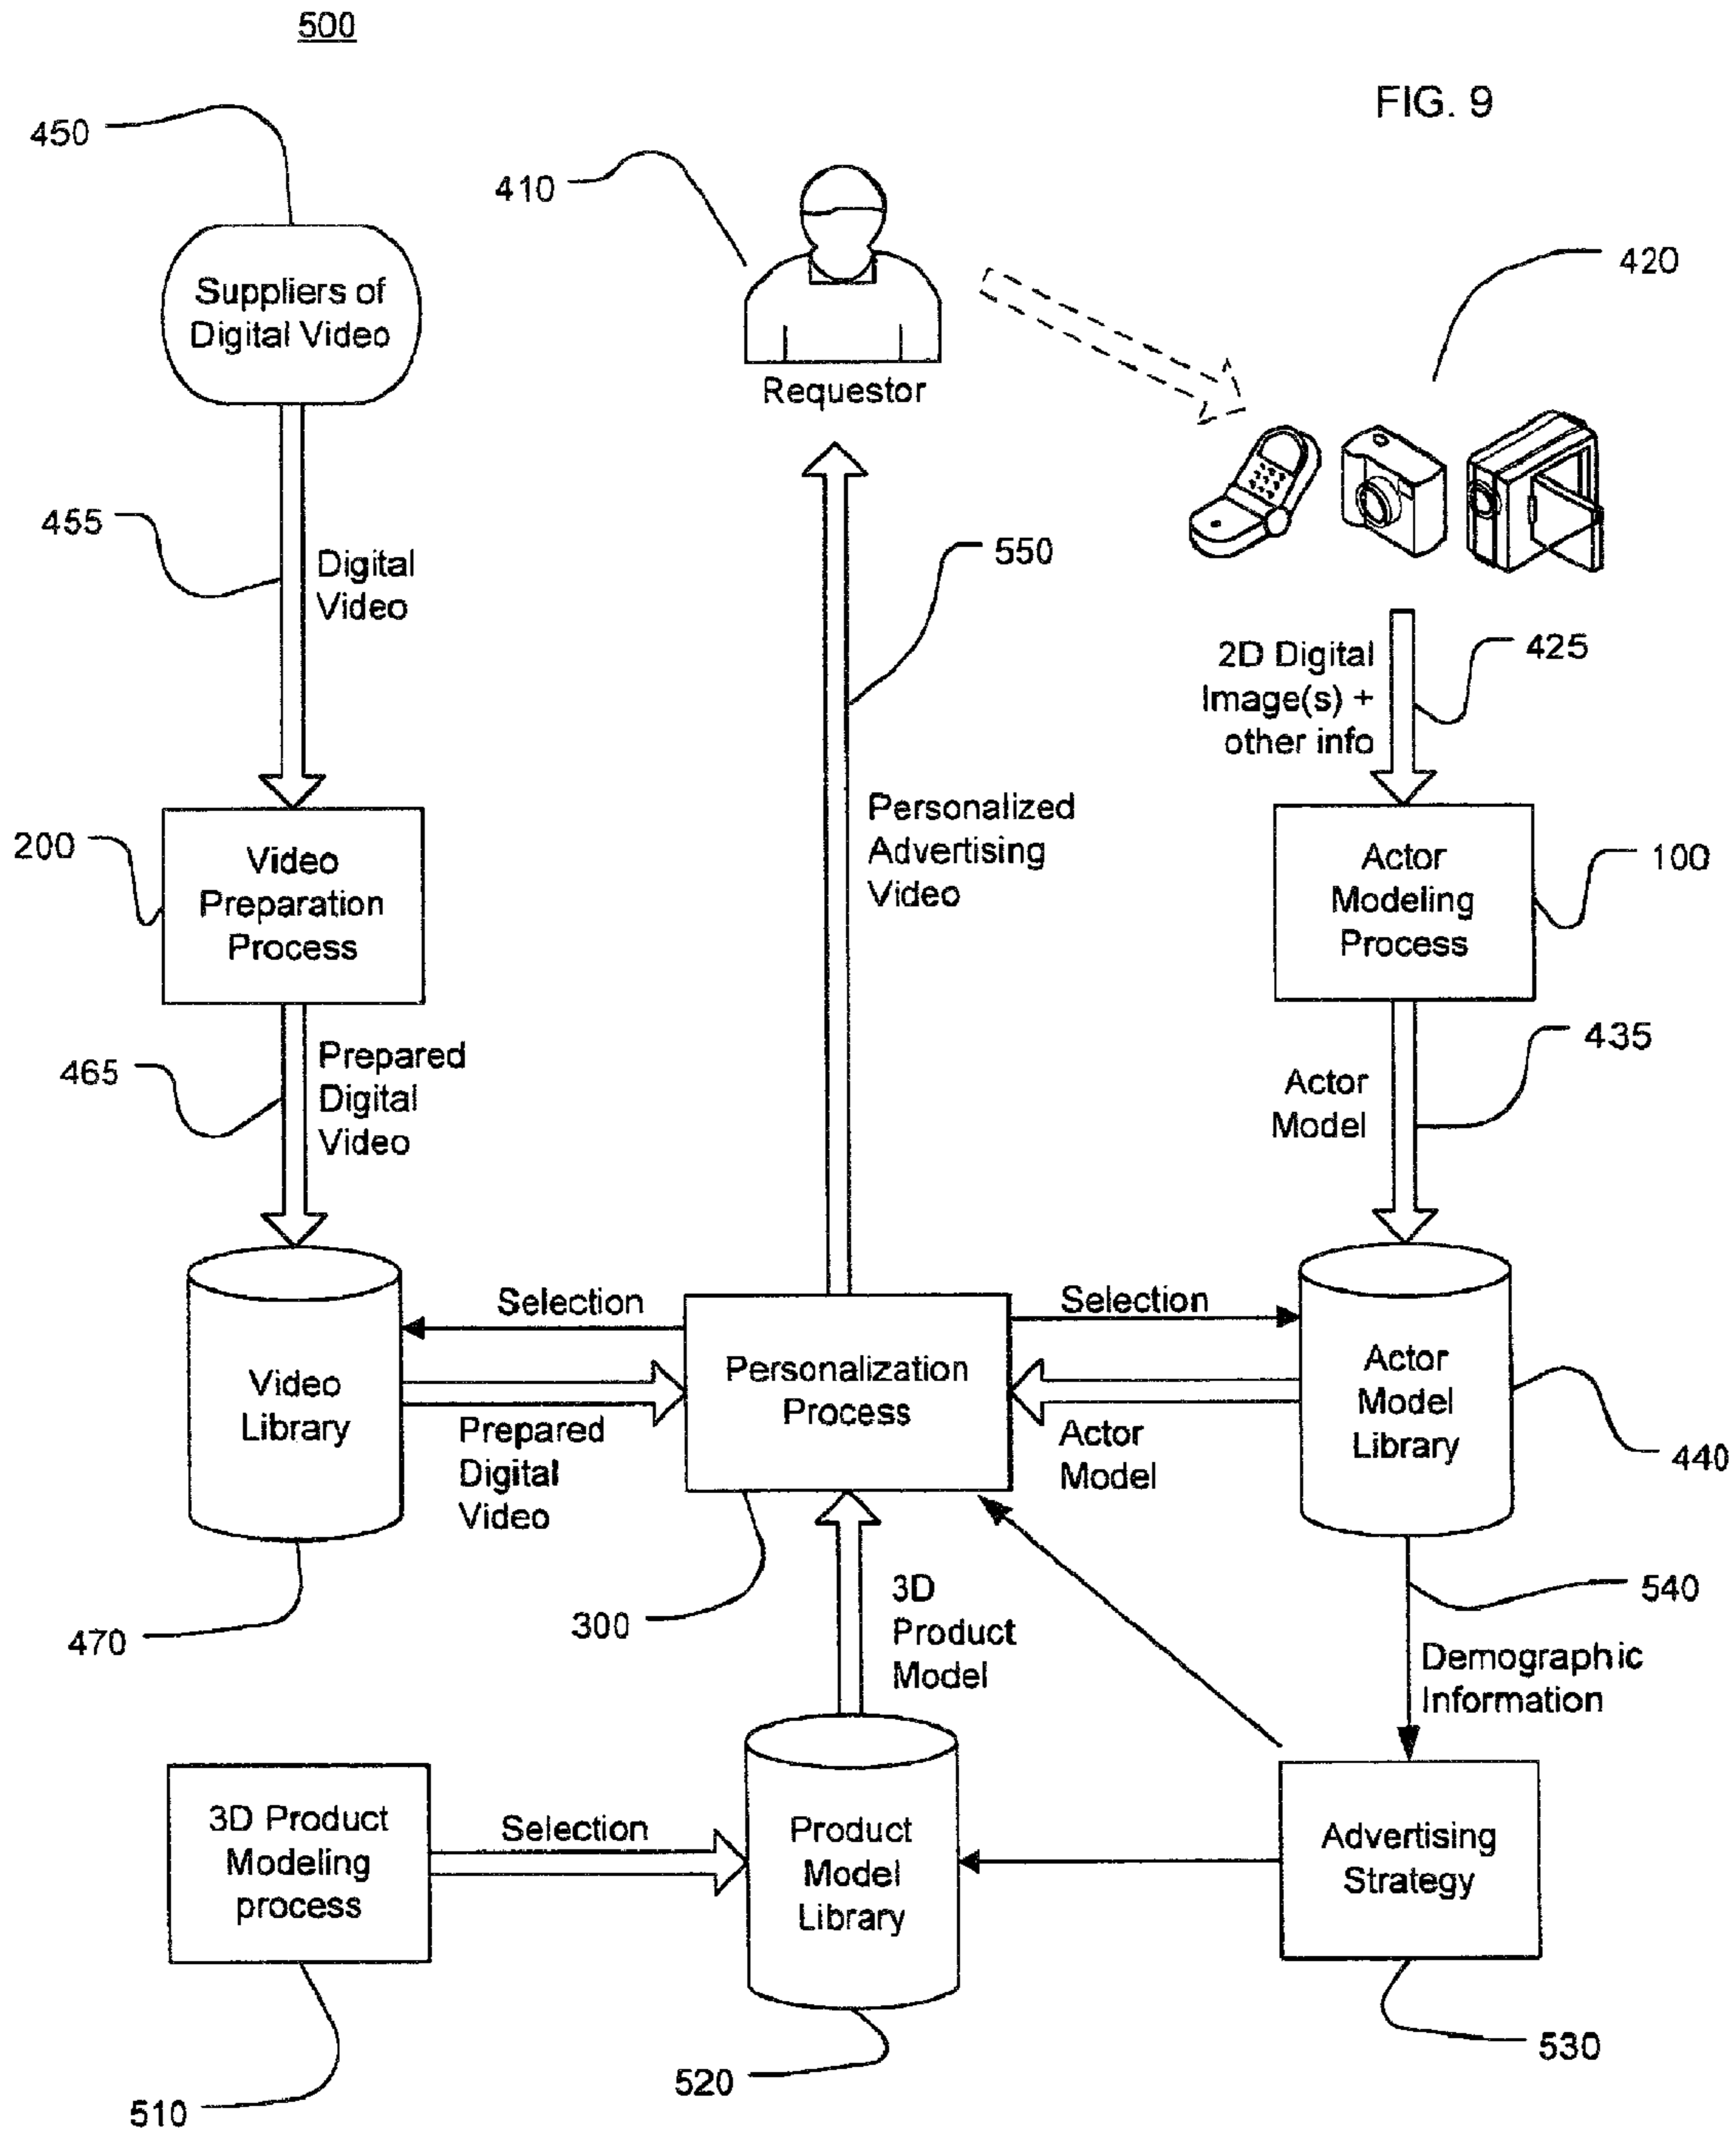 500
FIG. 9
450
410
420
Suppliers of
Digital Video
Requestor
455
Digital
Video
550
2D Digital
Image(s) +
other info
425
200
Video
Preparation
Process
Personalized
Advertising
Video
Actor
Modeling
Process
100
465
Prepared
Digital
Video
435
Actor
Model
Selection
Selection
Video
Library
Personalization
Process
Actor
Model
Library
Prepared
Digital
Video
Actor
Model
440
470
300
3D
Product
Model
540
Demographic
Information
3D Product
Modeling
process
Selection
Product
Model
Library
Advertising
Strategy
510
520
530